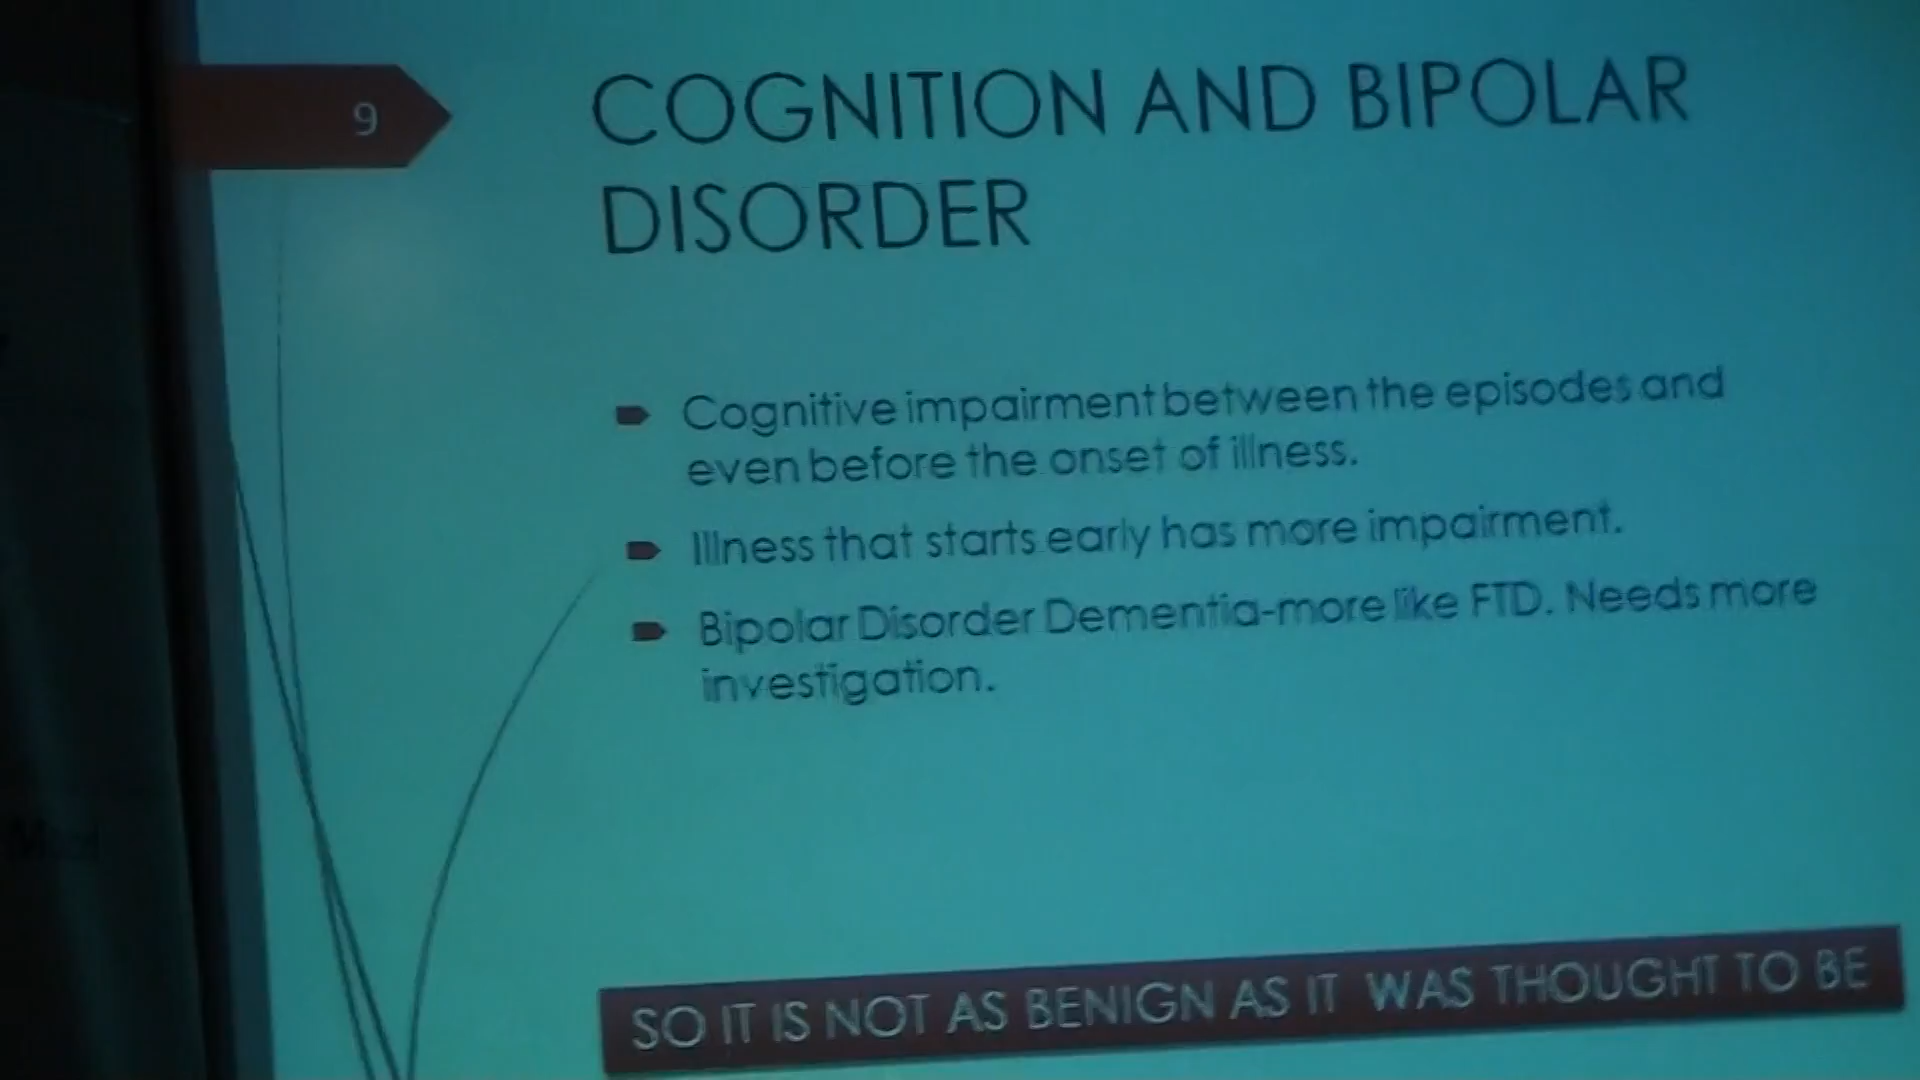 9
COGNITION AND BIPOLAR
DISORDER
Cognitive impairment between the episodes and
even before the onset of illness.
Illness that starts early has more impairment.
Bipolar Disorder Dementia-more like FTD. Needs more
investigation.
SO IT IS NOT AS BENIGN AS IT WAS THOUGHT TO BE